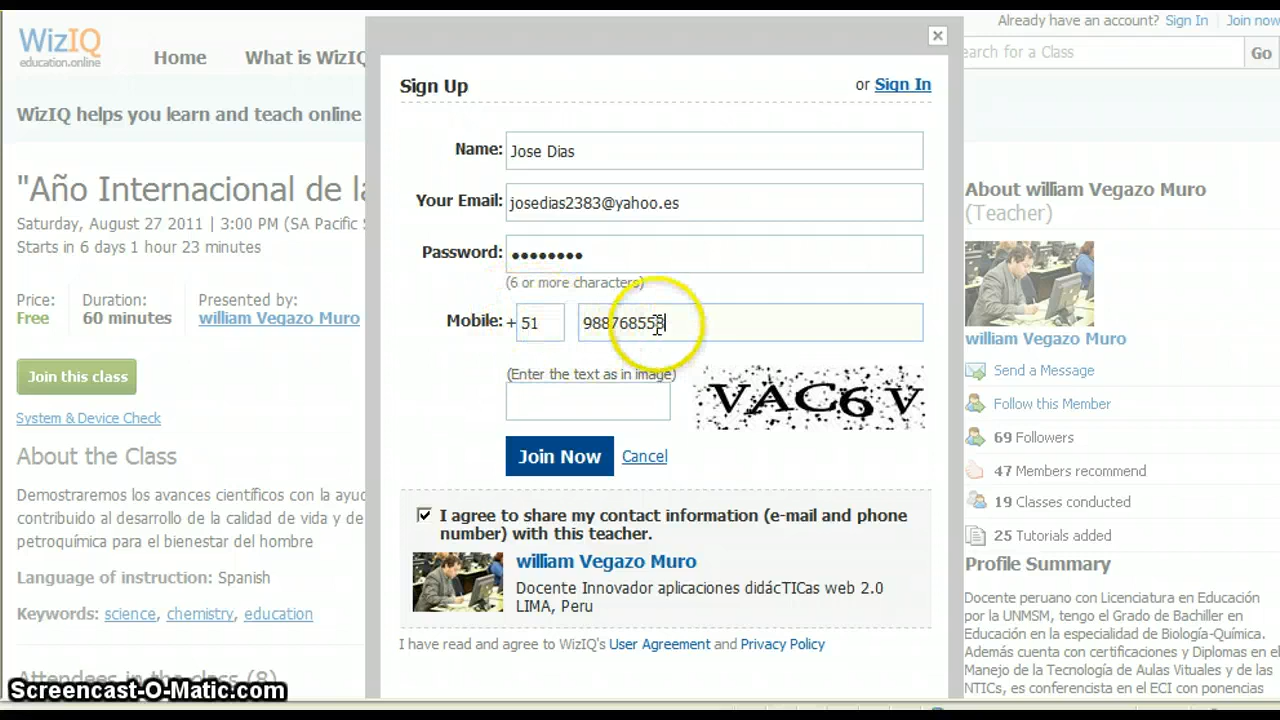 Already have an account? Sign In | Join now
WizIQ
education.online
Home
What is WizIQ
Search for a Class
Go
WizIQ helps you learn and teach online
"Año Internacional de la
Saturday, August 27 2011 | 3:00 PM (SA Pacific
Starts in 6 days 1 hour 23 minutes
Price:
Free
Duration:
60 minutes
Presented by:
william Vegazo Muro
Join this class
System & Device Check
About the Class
Demostraremos los avances científicos con la
contribuido al desarrollo de la calidad de vida y de
petroquímica para el bienestar del hombre
Language of instruction: Spanish
Keywords: science, chemistry, education
Attendees in the class (8)
Screencast-O-Matic.com
Sign Up
or Sign In
Name: Jose Dias
Your Email: josedias2383@yahoo.es
Password: ••••••••
(6 or more characters)
Mobile: + 51
(Enter the text as in image)
VAC6V
Join Now
Cancel
I agree to share my contact information (e-mail and phone
number) with this teacher.
william Vegazo Muro
Docente Innovador aplicaciones didácTICas web 2.0
LIMA, Peru
I have read and agree to WizIQ's User Agreement and Privacy Policy
About william Vegazo Muro
(Teacher)
william Vegazo Muro
Send a Message
Follow this Member
69 Followers
47 Members recommend
19 Classes conducted
25 Tutorials added
Profile Summary
Docente peruano con Licenciatura en Educación
por la UNMSM, tengo el Grado de Bachiller en
Educación en la especialidad de Biología-Química.
Además cuenta con certificaciones y Diplomas en el
Manejo de la Tecnología de Aulas Vituales y de las
NTICs, es conferencista en el ECI con ponencias